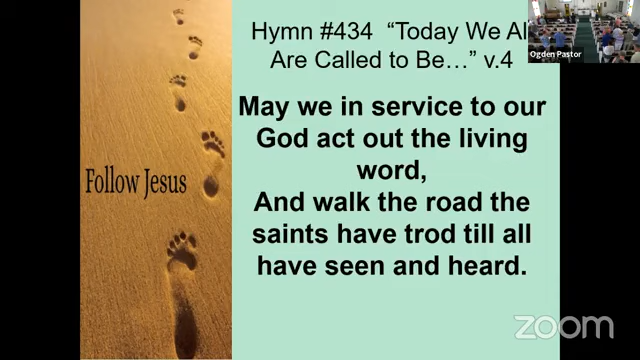 Hymn #434 “Today We Al
Are Called to Be…” v.4
Ogden Pastor
May we in service to our
God act out the living
word,
And walk the road the
saints have trod till all
have seen and heard.
Follow Jesus
zoom